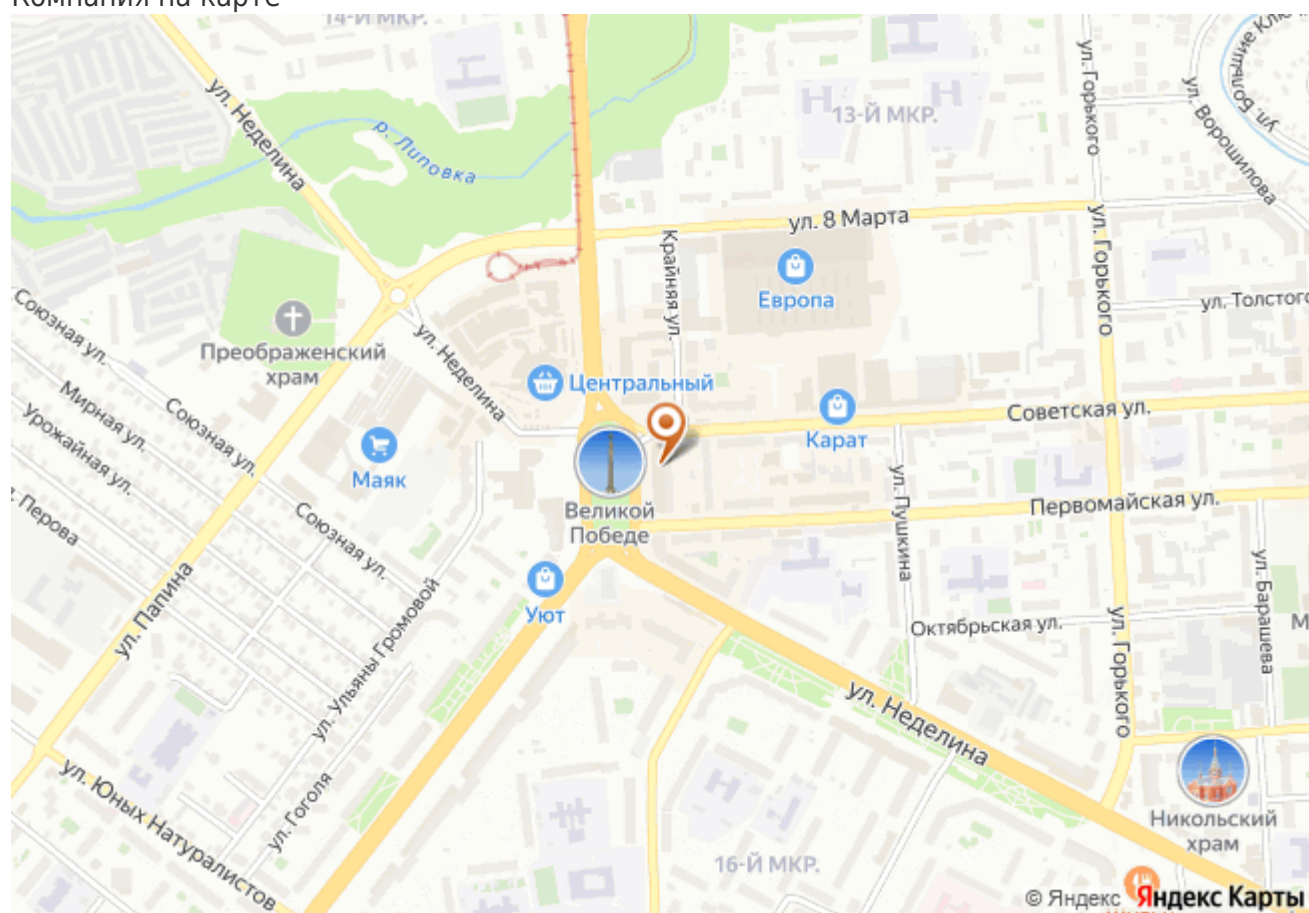 Компания на карте
14-Й МКР.
ул. Неделина
р. Липовка
13-Й МКР.
ул. Горького
ул. Ворошилова
ул. 8 Марта
Крайняя ул.
Европа
ул. Горького
ул. Толстого
Союзная ул.
Преображенский
храм
ул. Неделина
Центральный
Мирная ул.
Союзная ул.
Карат
Советская ул.
Урожайная ул.
Маяк
Великой
Победе
ул. Пушкина
Первомайская ул.
Перова
Союзная ул.
Уют
ул. Папина
ул. Ульяны Громовой
Октябрьская ул.
ул. Горького
ул. Барашева
М
ул. Неделина
ул. Юных Натуралистов
ул. Гоголя
16-Й МКР.
Никольский
храм
© Яндекс Яндекс Карты